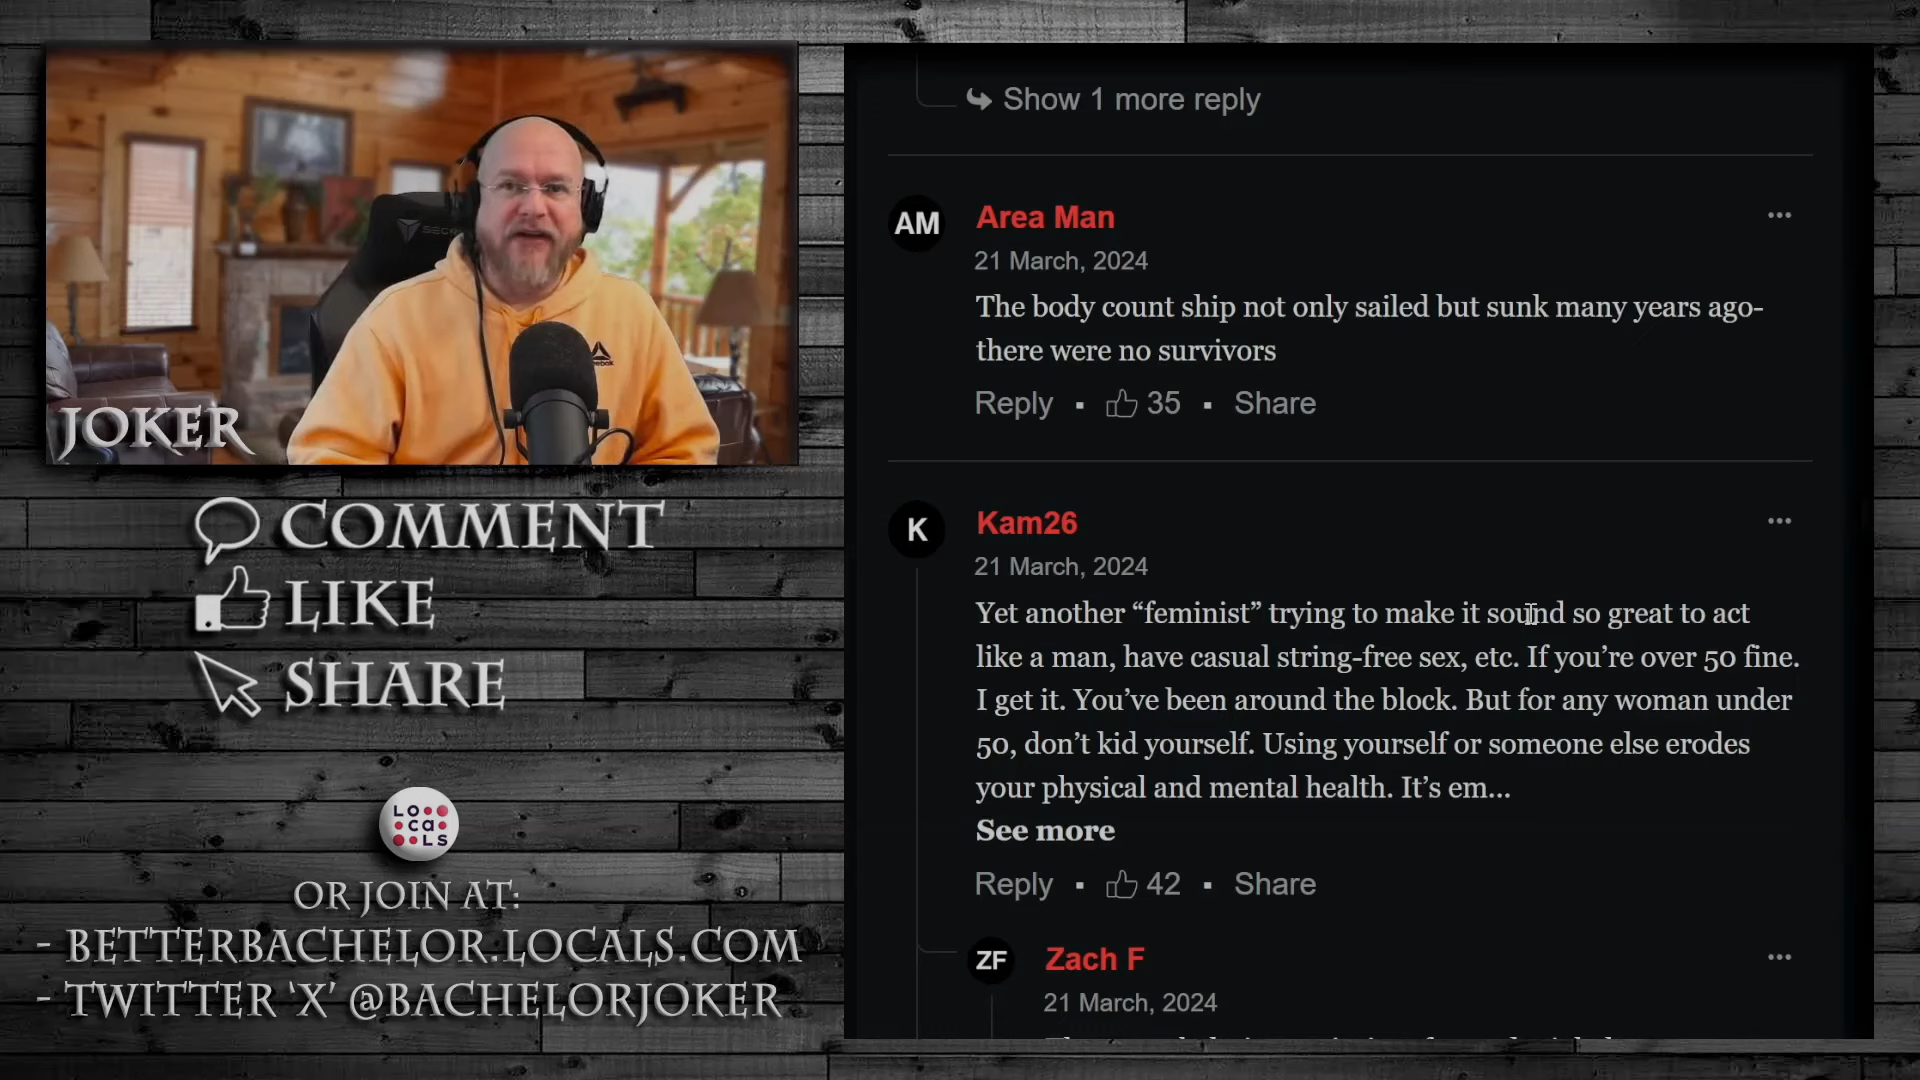 JOKER
COMMENT
LIKE
SHARE
LOCALS
OR JOIN AT:
- BETTERBACHELOR.LOCALS.COM
- TWITTER ‘X’ @BACHELORJOKER
Show 1 more reply
AM
Area Man
21 March, 2024
The body count ship not only sailed but sunk many years ago-
there were no survivors
Reply ▪ 35 ▪ Share
K
Kam26
21 March, 2024
Yet another “feminist” trying to make it sound so great to act
like a man, have casual string-free sex, etc. If you’re over 50 fine.
I get it. You’ve been around the block. But for any woman under
50, don’t kid yourself. Using yourself or someone else erodes
your physical and mental health. It’s em...
See more
Reply ▪ 42 ▪ Share
ZF
Zach F
21 March, 2024